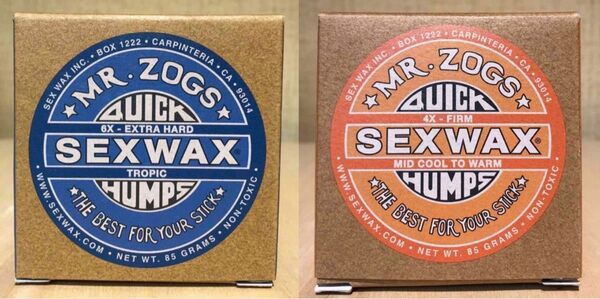 SEX WAX INC. • BOX 1222 • CARPINTERIA • CA • 93014
MR. ZOGS
QUICK
6X - EXTRA HARD
SEXWAX®
TROPIC
HUMPS
THE BEST FOR YOUR STICK
WWW.SEXWAX.COM • NET WT. 85 GRAMS • NON-TOXIC
SEX WAX INC. • BOX 1222 • CARPINTERIA • CA • 93014
MR. ZOGS
QUICK
4X - FIRM
SEXWAX®
MID COOL TO WARM
HUMPS
THE BEST FOR YOUR STICK
WWW.SEXWAX.COM • NET WT. 85 GRAMS • NON-TOXIC